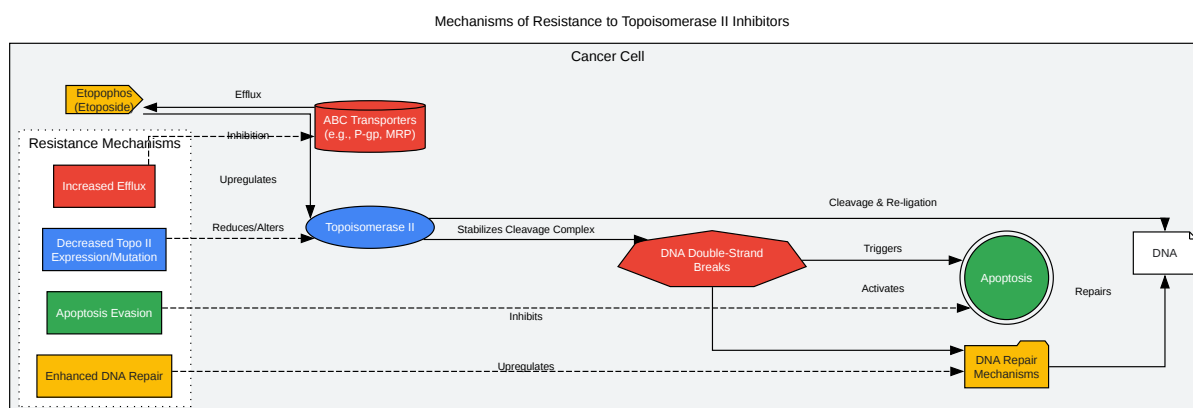 Mechanisms of Resistance to Topoisomerase II Inhibitors
Cancer Cell
Etopophos
(Etoposide)
Efflux
ABC Transporters
(e.g., P-gp, MRP)
Inhibition
Resistance Mechanisms
Increased Efflux
Upregulates
Cleavage & Re-ligation
Topoisomerase II
Reduces/Alters
Stabilizes Cleavage Complex
Decreased Topo II
Expression/Mutation
DNA Double-Strand
Breaks
Triggers
DNA
Apoptosis
Activates
Repairs
Apoptosis Evasion
Inhibits
Enhanced DNA Repair
Upregulates
DNA Repair
Mechanisms